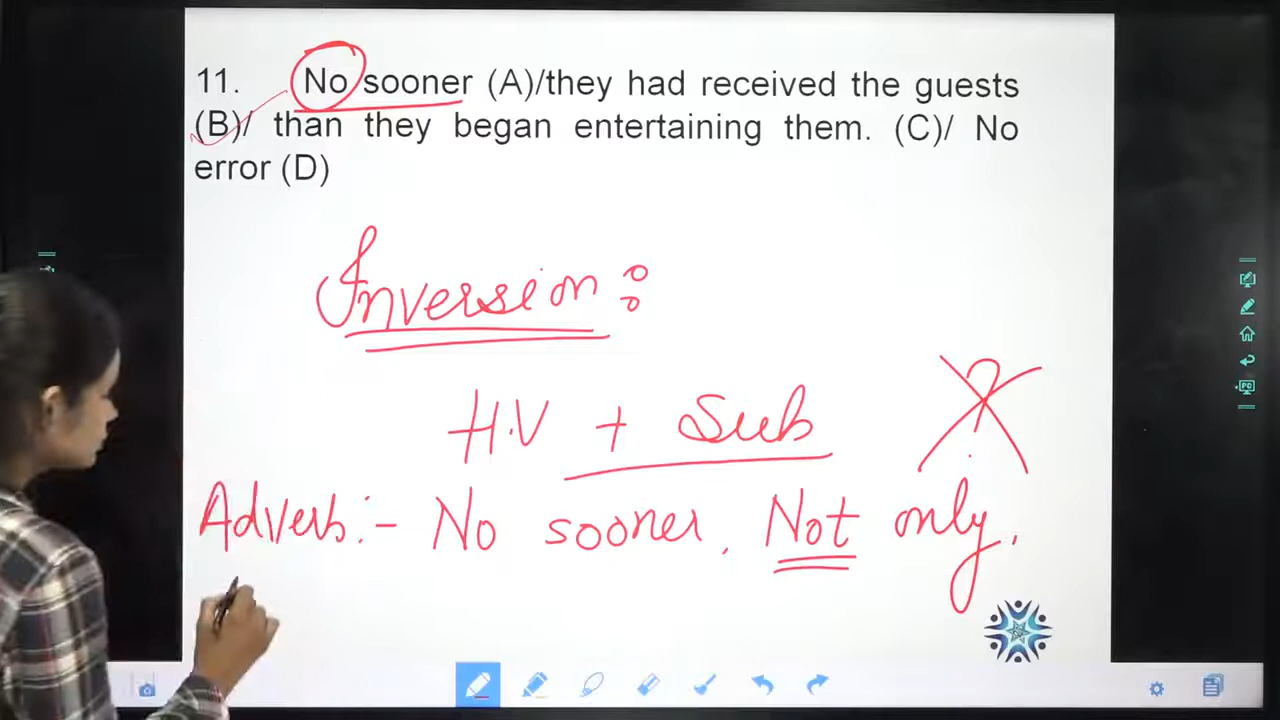 11. No sooner (A)/they had received the guests
(B)/ than they began entertaining them. (C)/ No
error (D)
Inversion:
H.V + Sub
?
Adverb:- No sooner, Not only,
PC